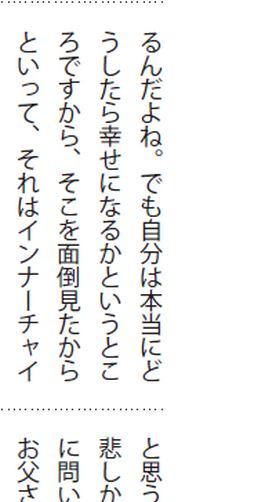 るんだよね。でも自分は本当にど
うしたら幸せになるかというとこ
ろですから、そこを面倒見たから
といって、それはインナーチャイ
と思う
悲しか
に問い
お父さ